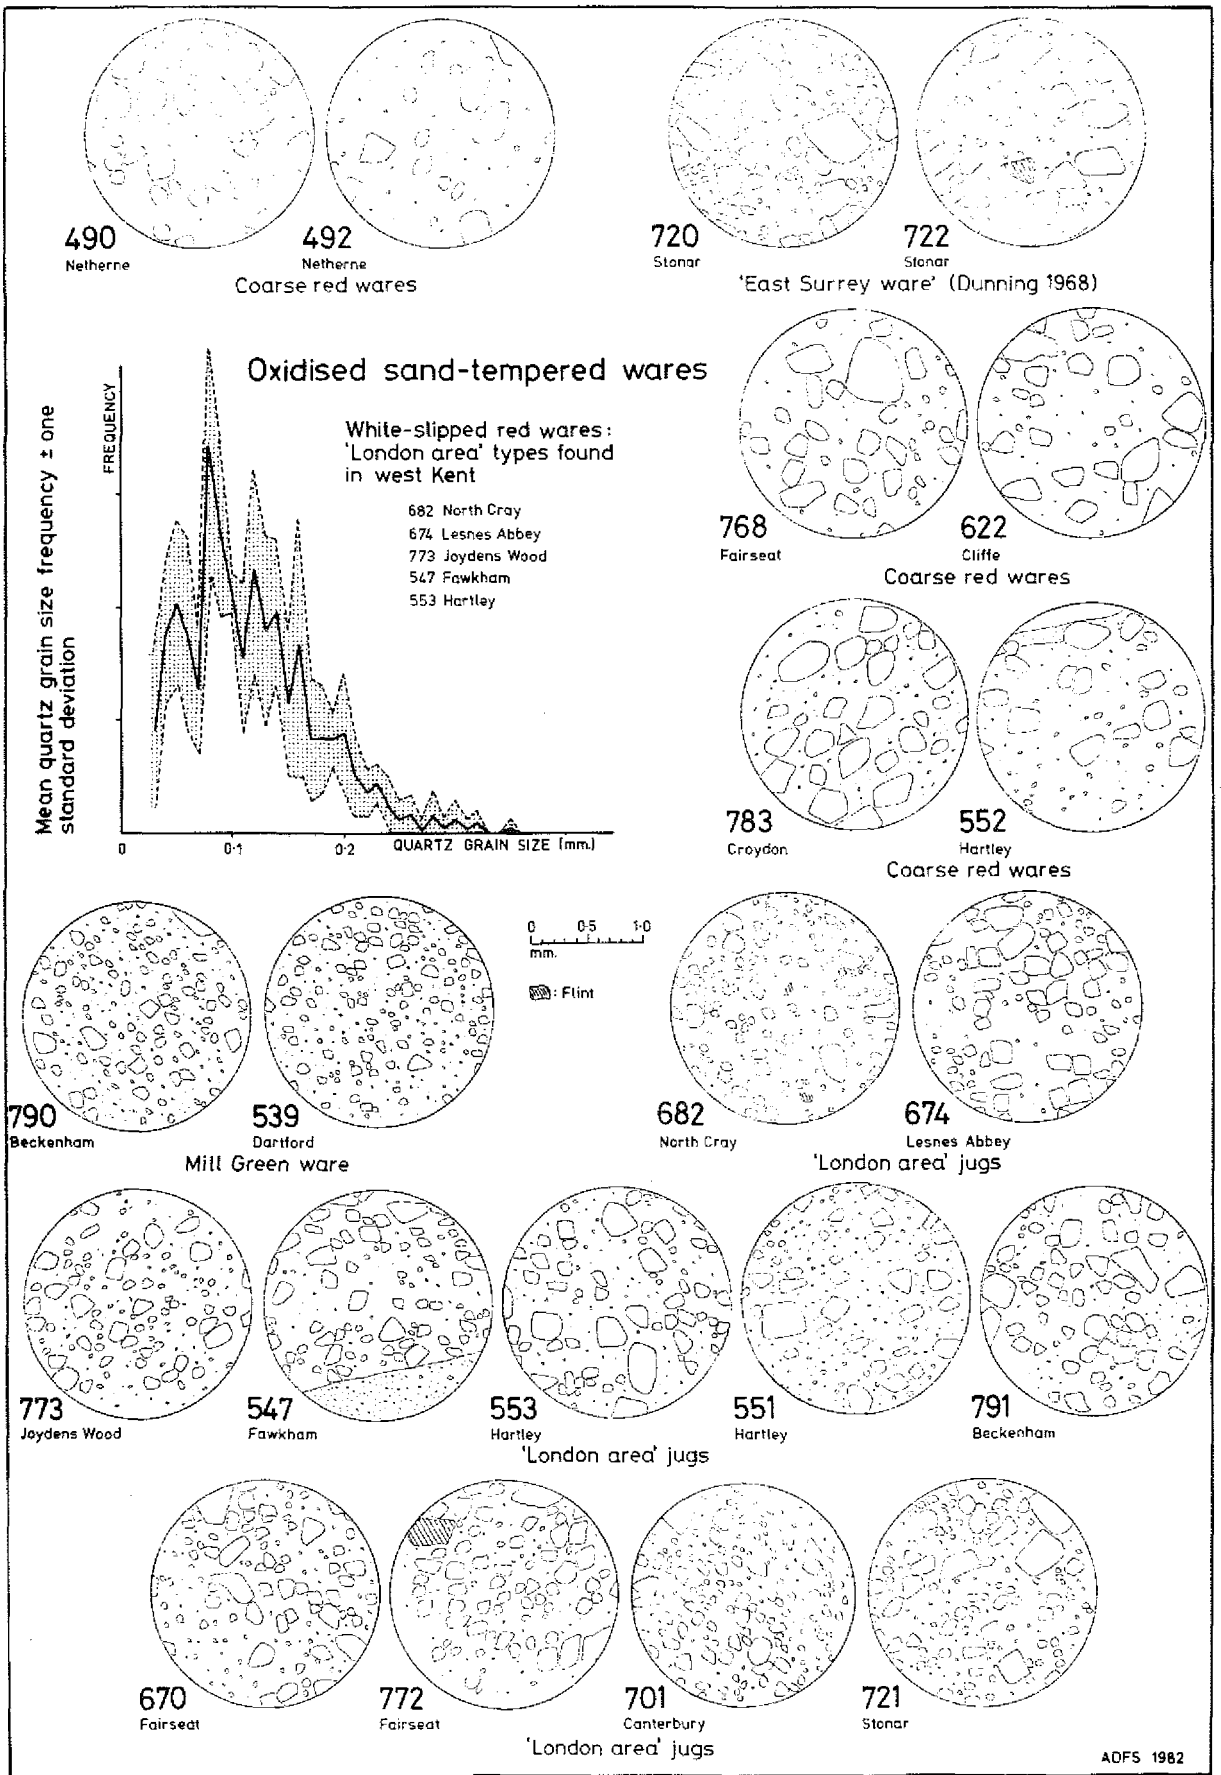 490
Netherne
492
Netherne
Coarse red wares
720
Stonar
722
Stonar
'East Surrey ware' (Dunning 1968)
Oxidised sand-tempered wares
Mean quartz grain size frequency ± one
standard deviation
FREQUENCY
White-slipped red wares:
'London area' types found
in west Kent
682 North Cray
674 Lesnes Abbey
773 Joydens Wood
547 Fawkham
553 Hartley
0
0·1
0·2
QUARTZ GRAIN SIZE (mm.)
768
Fairseat
622
Cliffe
Coarse red wares
783
Croydon
552
Hartley
Coarse red wares
790
Beckenham
539
Dartford
Mill Green ware
0 0·5 1·0
mm.
: Flint
682
North Cray
674
Lesnes Abbey
'London area' jugs
773
Joydens Wood
547
Fawkham
553
Hartley
551
Hartley
791
Beckenham
'London area' jugs
670
Fairseat
772
Fairseat
701
Canterbury
721
Stonar
'London area' jugs
ADFS 1982